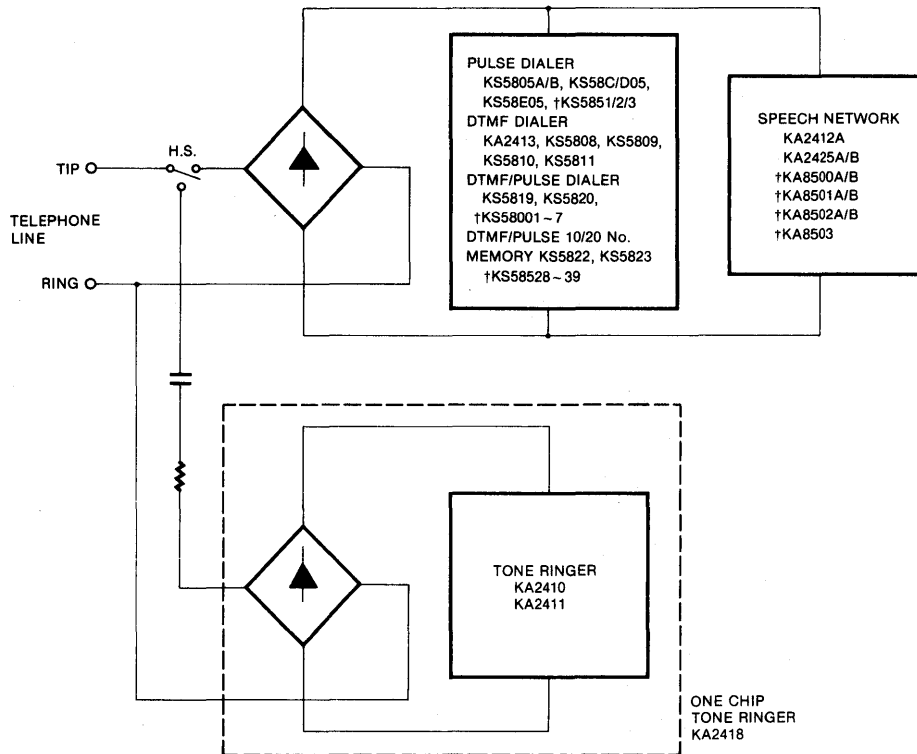 PULSE DIALER
KS5805A/B, KS58C/D05,
KS58E05, †KS5851/2/3
DTMF DIALER
KA2413, KS5808, KS5809,
KS5810, KS5811
DTMF/PULSE DIALER
KS5819, KS5820,
†KS58001~7
DTMF/PULSE 10/20 No.
MEMORY KS5822, KS5823
†KS58528~39
SPEECH NETWORK
KA2412A
KA2425A/B
†KA8500A/B
†KA8501A/B
†KA8502A/B
†KA8503
H.S.
TIP
TELEPHONE
LINE
RING
TONE RINGER
KA2410
KA2411
ONE CHIP
TONE RINGER
KA2418